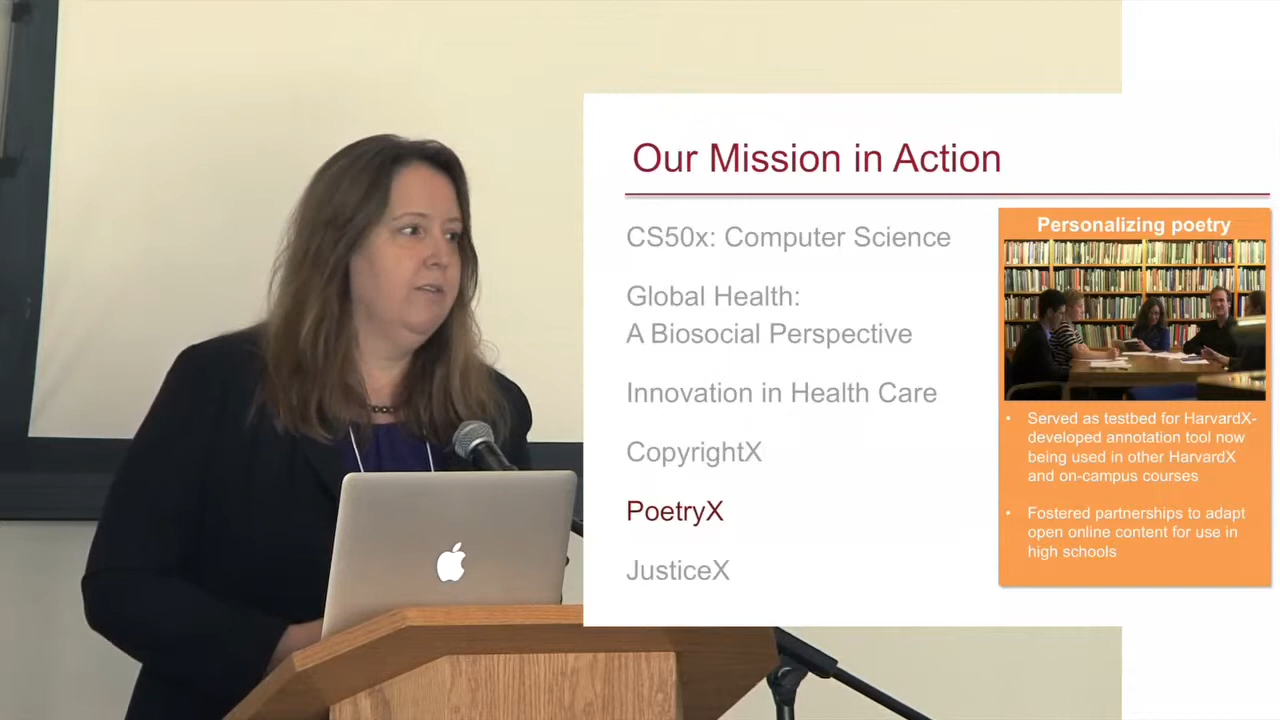 Our Mission in Action
CS50x: Computer Science
Global Health:
A Biosocial Perspective
Innovation in Health Care
CopyrightX
PoetryX
JusticeX
Personalizing poetry
• Served as testbed for HarvardX-
developed annotation tool now
being used in other HarvardX
and on-campus courses
• Fostered partnerships to adapt
open online content for use in
high schools